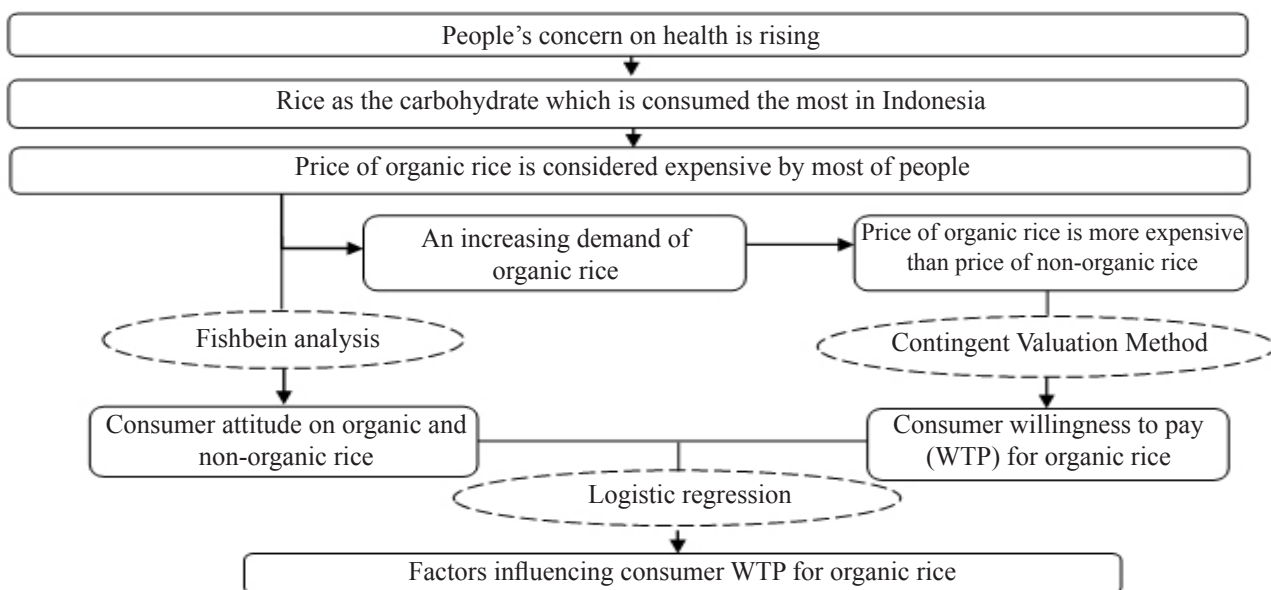 People’s concern on health is rising
Rice as the carbohydrate which is consumed the most in Indonesia
Price of organic rice is considered expensive by most of people
An increasing demand of
organic rice
Price of organic rice is more expensive
than price of non-organic rice
Fishbein analysis
Contingent Valuation Method
Consumer attitude on organic and
non-organic rice
Consumer willingness to pay
(WTP) for organic rice
Logistic regression
Factors influencing consumer WTP for organic rice